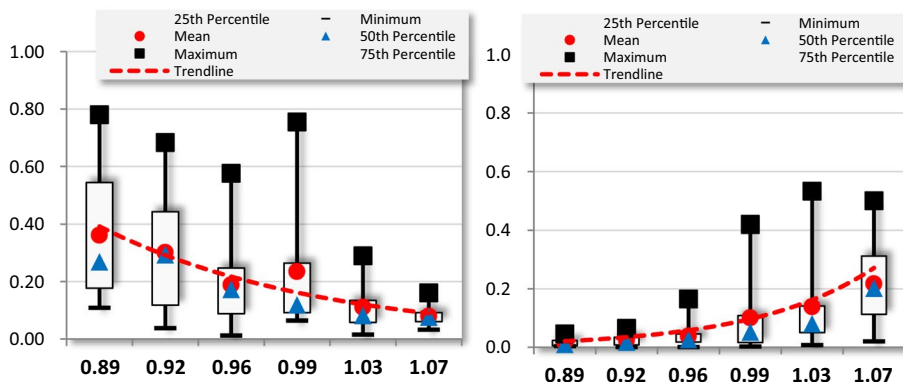 25th Percentile
Minimum
Mean
50th Percentile
Maximum
75th Percentile
Trendline
1.00
0.80
0.60
0.40
0.20
0.00
0.89 0.92 0.96 0.99 1.03 1.07
25th Percentile
Minimum
Mean
50th Percentile
Maximum
75th Percentile
Trendline
1.0
0.8
0.6
0.4
0.2
0.0
0.89 0.92 0.96 0.99 1.03 1.07